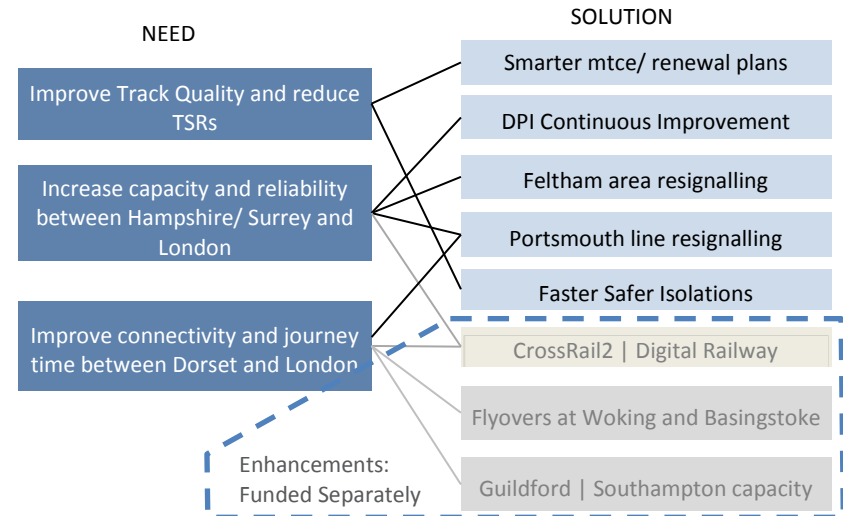 NEED
SOLUTION
Improve Track Quality and reduce
TSRs
Increase capacity and reliability
between Hampshire/ Surrey and
London
Improve connectivity and journey
time between Dorset and London
Smarter mtce/ renewal plans
DPI Continuous Improvement
Feltham area resignalling
Portsmouth line resignalling
Faster Safer Isolations
CrossRail2 | Digital Railway
Flyovers at Woking and Basingstoke
Guildford | Southampton capacity
Enhancements:
Funded Separately